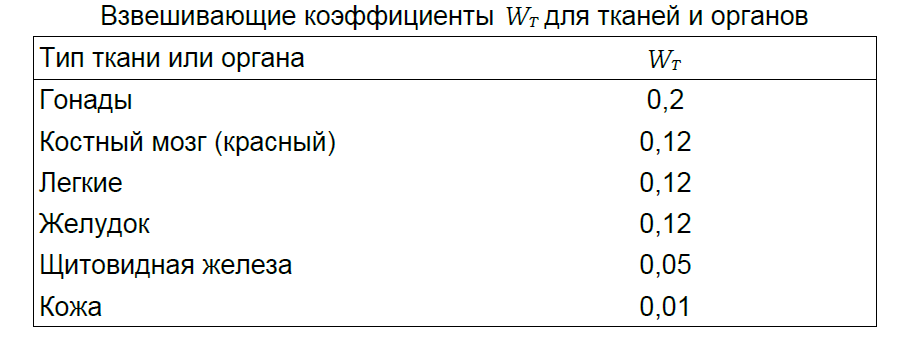 Взвешивающие коэффициенты W_T для тканей и органов
Тип ткани или органа W_T
Гонады 0,2
Костный мозг (красный) 0,12
Легкие 0,12
Желудок 0,12
Щитовидная железа 0,05
Кожа 0,01